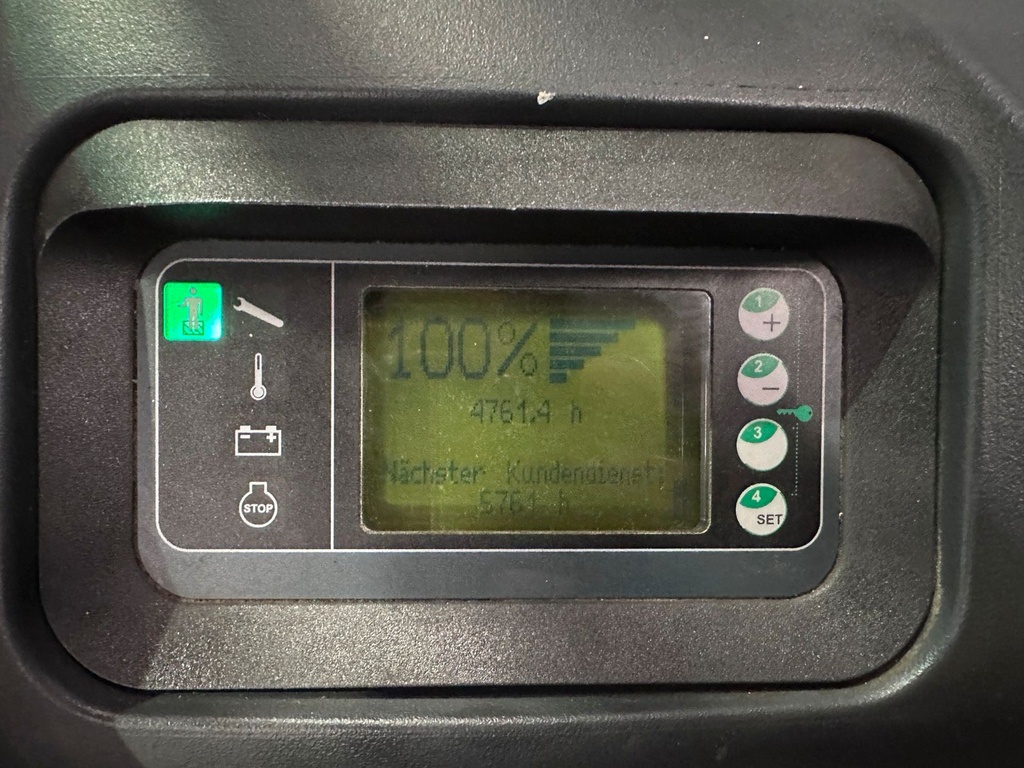 100%
4761.4 h
Nächster Kundendienst:
5761 h
STOP
1
+
2
−
3
4
SET